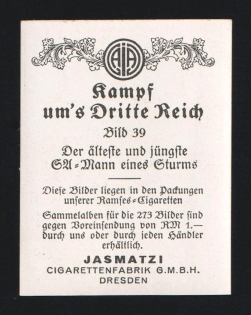 AJA
Kampf
um's Dritte Reich
Bild 39
Der älteste und jüngste
SA-Mann eines Sturms
Diese Bilder liegen in den Packungen
unserer Ramses-Cigaretten
Sammelalben für die 273 Bilder sind
gegen Voreinsendung von RM 1.—
durch uns oder durch jeden Händler
erhältlich.
JASMATZI
CIGARETTENFABRIK G.M.B.H.
DRESDEN